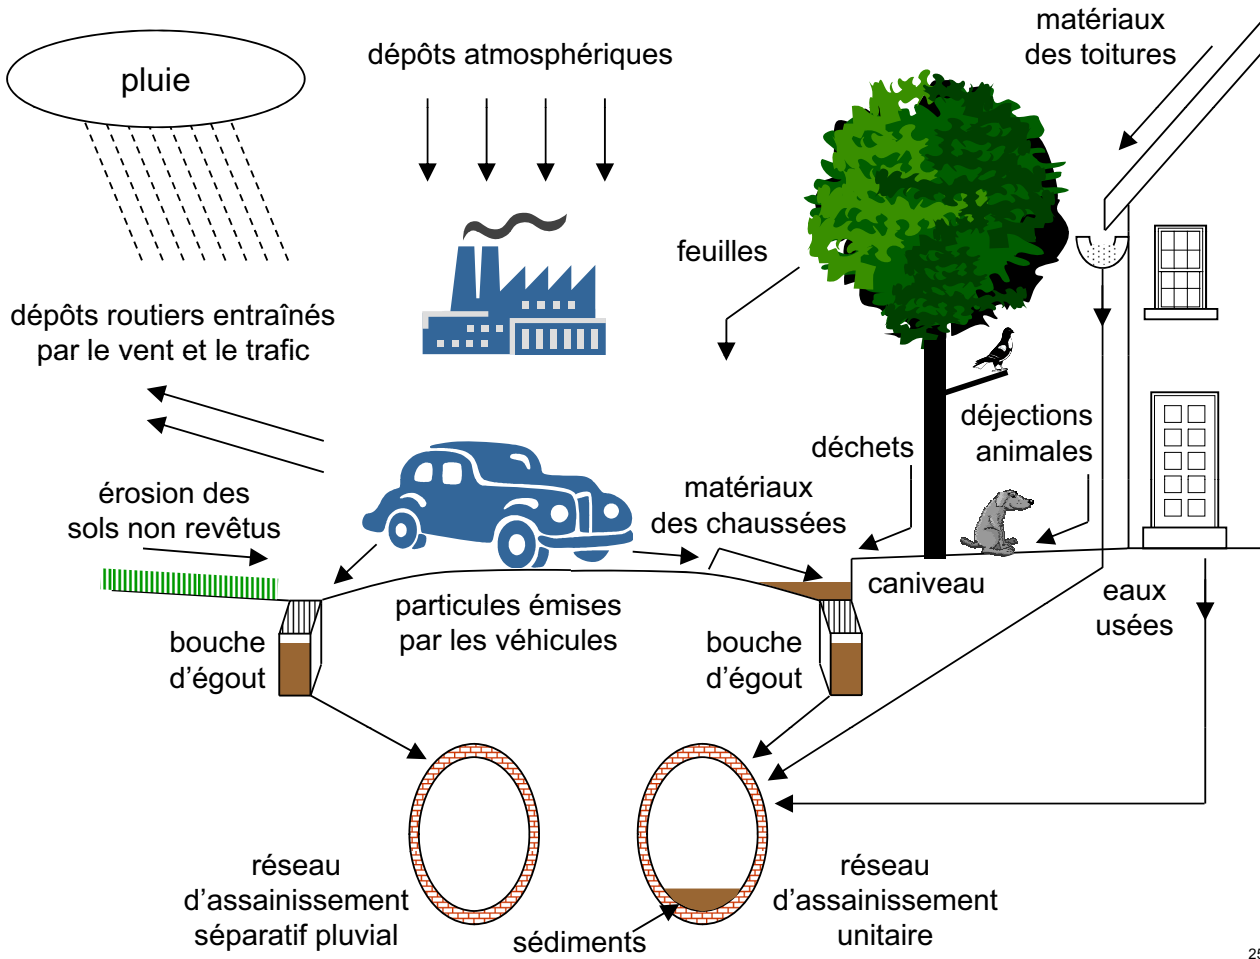 matériaux
des toitures
dépôts atmosphériques
pluie
feuilles
dépôts routiers entraînés
par le vent et le trafic
déjections
animales
déchets
érosion des
sols non revêtus
matériaux
des chaussées
caniveau
particules émises
par les véhicules
eaux
usées
bouche
d’égout
bouche
d’égout
réseau
d’assainissement
séparatif pluvial
sédiments
réseau
d’assainissement
unitaire
25